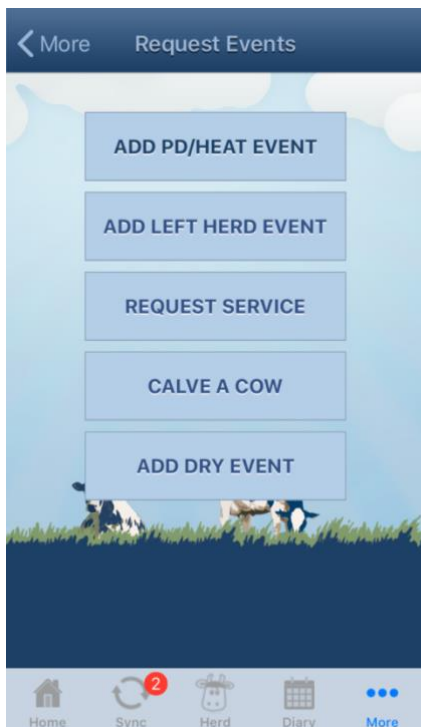 More Request Events
ADD PD/HEAT EVENT
ADD LEFT HERD EVENT
REQUEST SERVICE
CALVE A COW
ADD DRY EVENT
2
Home Sync Herd Diary More